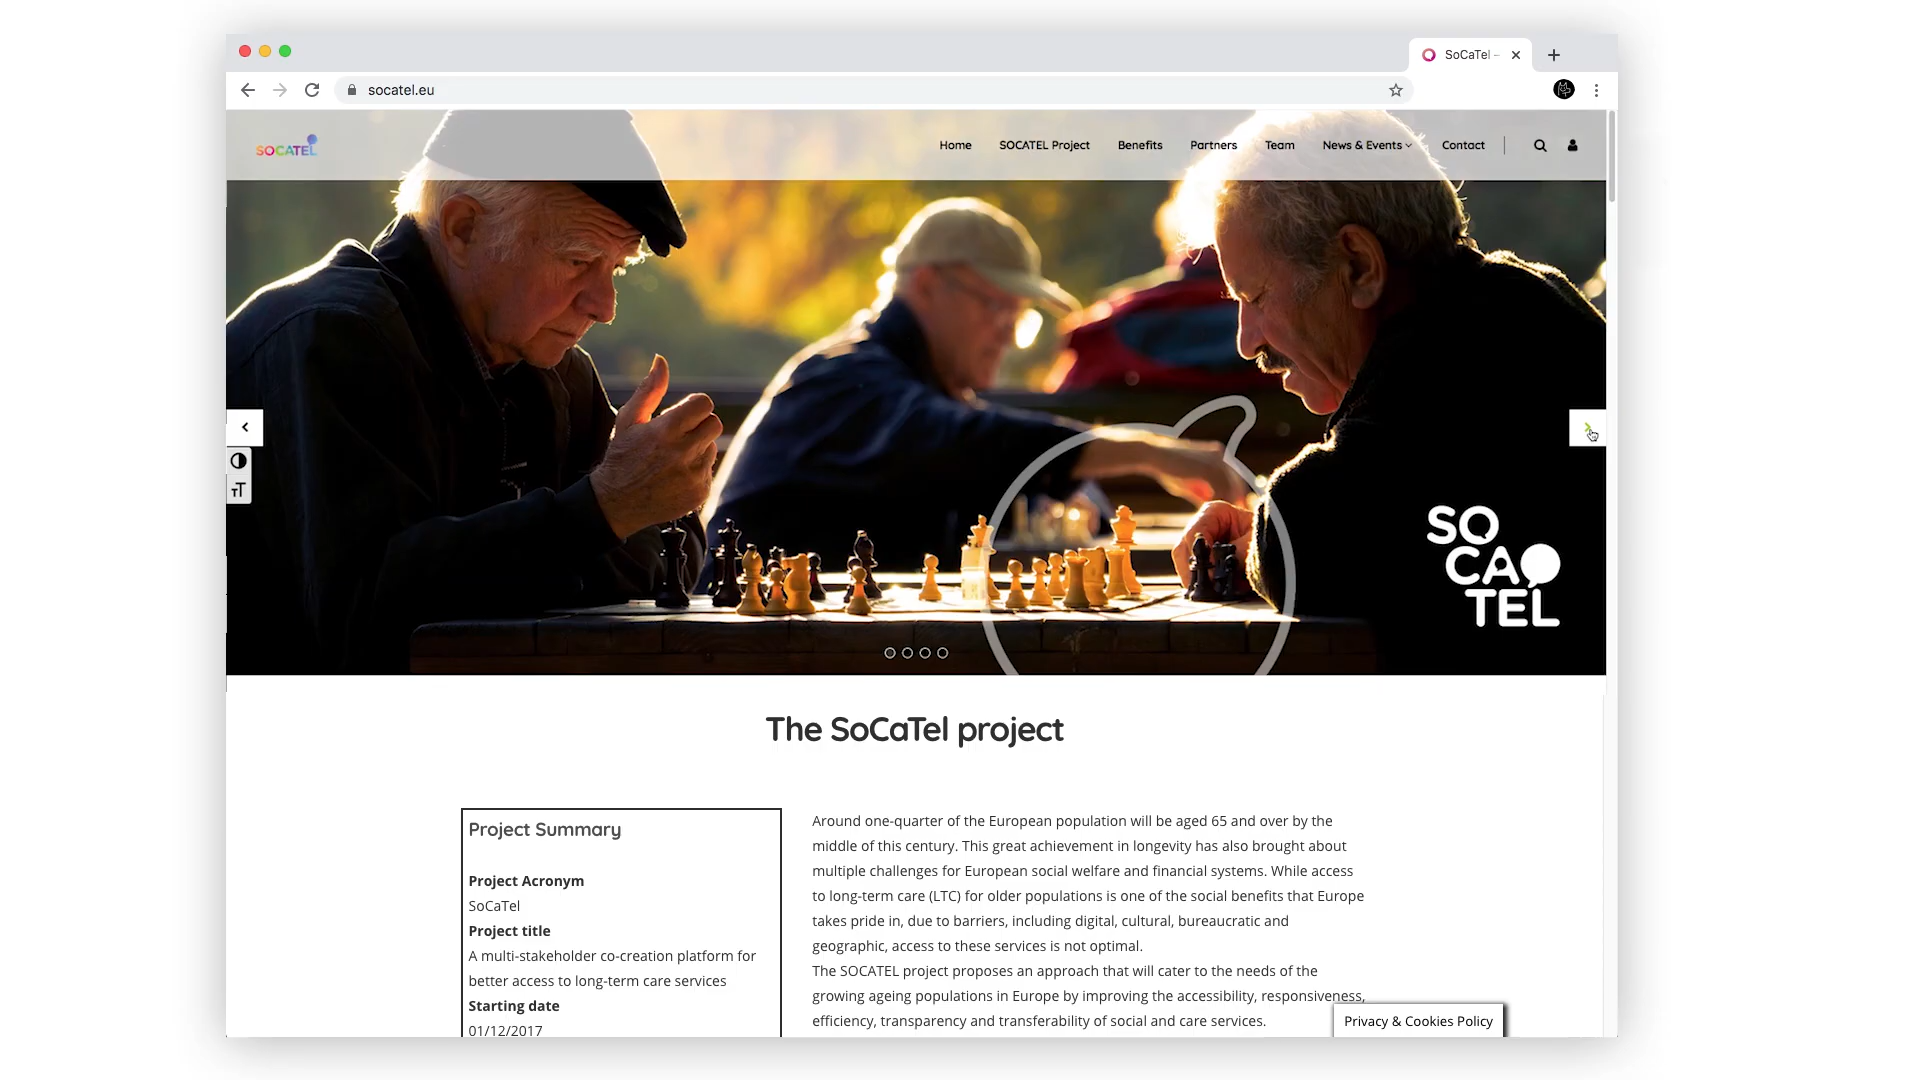 SoCaTel –
socatel.eu
SOCATEL
Home
SOCATEL Project
Benefits
Partners
Team
News & Events
Contact
TT
SO
CA
TEL
The SoCaTel project
Project Summary
Project Acronym
SoCaTel
Project title
A multi-stakeholder co-creation platform for
better access to long-term care services
Starting date
01/12/2017
Around one-quarter of the European population will be aged 65 and over by the
middle of this century. This great achievement in longevity has also brought about
multiple challenges for European social welfare and financial systems. While access
to long-term care (LTC) for older populations is one of the social benefits that Europe
takes pride in, due to barriers, including digital, cultural, bureaucratic and
geographic, access to these services is not optimal.
The SOCATEL project proposes an approach that will cater to the needs of the
growing ageing populations in Europe by improving the accessibility, responsiveness,
efficiency, transparency and transferability of social and care services.
Privacy & Cookies Policy